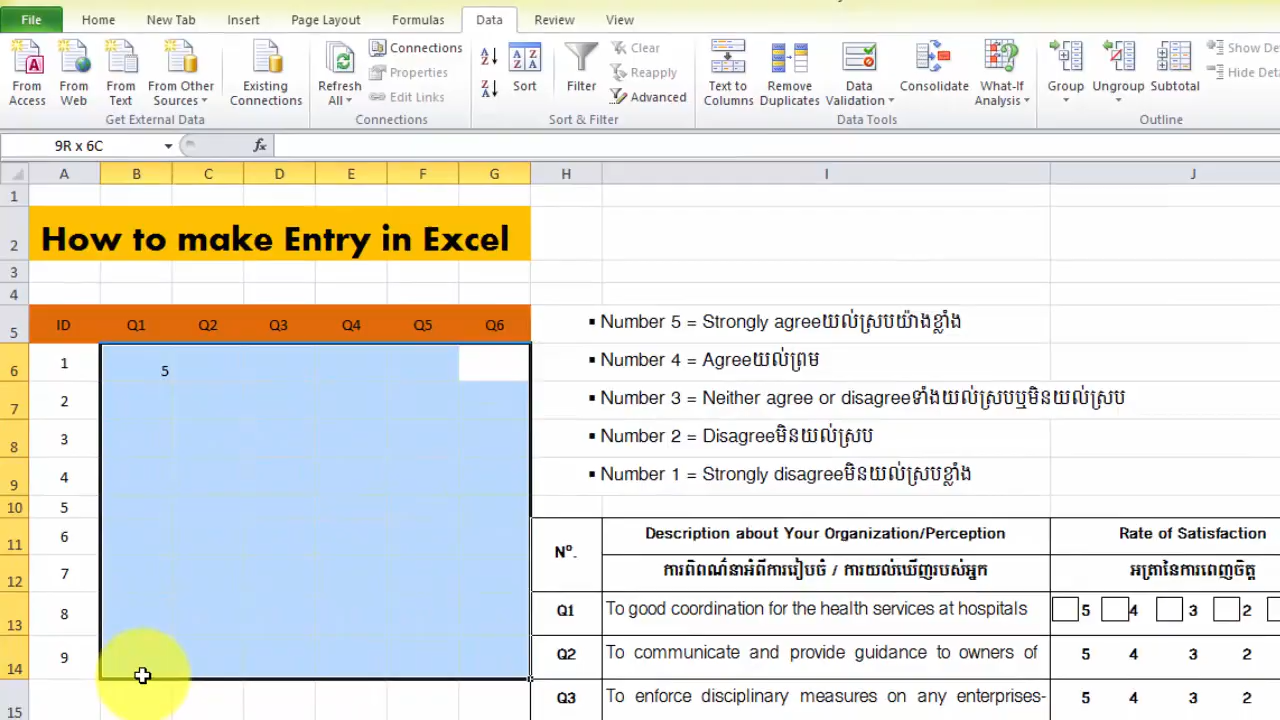 File Home New Tab Insert Page Layout Formulas Data Review View
From Access
From Web
From Text
From Other Sources
Existing Connections
Refresh All
Connections
Properties
Edit Links
Sort
Filter
Clear
Reapply
Advanced
Text to Columns
Remove Duplicates
Data Validation
Consolidate
What-If Analysis
Group
Ungroup
Subtotal
Show De
Hide Deta
Get External Data Connections Sort & Filter Data Tools Outline
9R x 6C fx
A B C D E F G H I J
1
2 How to make Entry in Excel
3
4
5 ID Q1 Q2 Q3 Q4 Q5 Q6
▪ Number 5 = Strongly agreeយល់ស្របយ៉ាងខ្លាំង
6 1 5
▪ Number 4 = Agreeយល់ព្រម
7 2
▪ Number 3 = Neither agree or disagreeទាំងយល់ស្របឬមិនយល់ស្រប
8 3
▪ Number 2 = Disagreeមិនយល់ស្រប
9 4
▪ Number 1 = Strongly disagreeមិនយល់ស្របខ្លាំង
10 5
11 6
12 7
13 8
14 9
15
Nº. Description about Your Organization/Perception Rate of Satisfaction
ការពិពណ៌នាអំពីការរៀបចំ / ការយល់ឃើញរបស់អ្នក អត្រានៃការពេញចិត្ត
Q1 To good coordination for the health services at hospitals 5 4 3 2
Q2 To communicate and provide guidance to owners of 5 4 3 2
Q3 To enforce disciplinary measures on any enterprises- 5 4 3 2